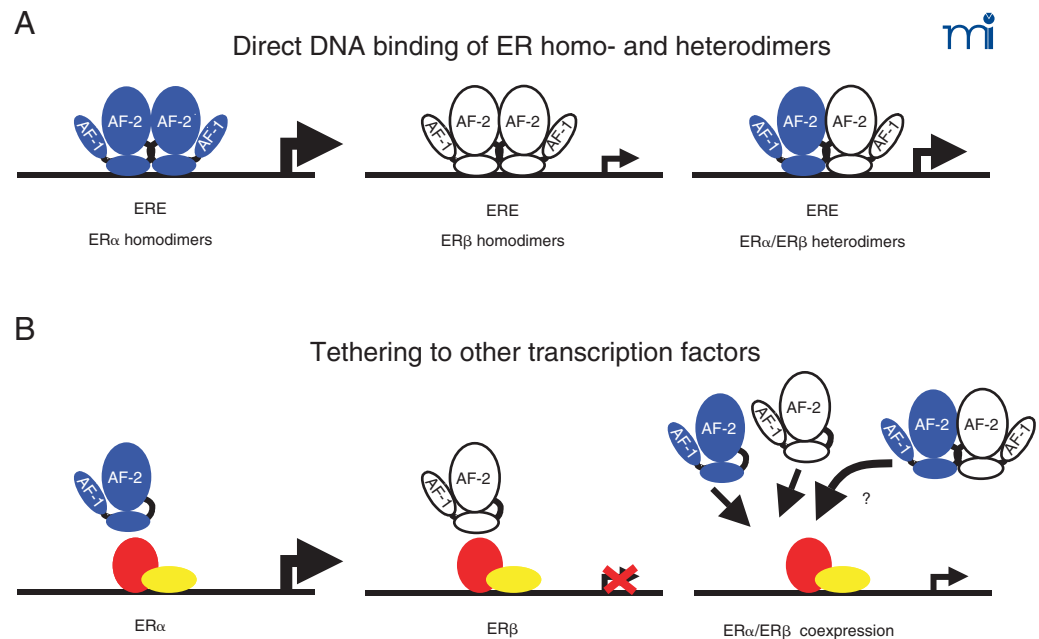 A
mi
Direct DNA binding of ER homo- and heterodimers
AF-1 AF-2 AF-2 AF-1
AF-1 AF-2 AF-2 AF-1
AF-1 AF-2 AF-2 AF-1
ERE
ERE
ERE
ERα homodimers
ERβ homodimers
ERα/ERβ heterodimers
B
Tethering to other transcription factors
AF-1 AF-2
AF-1 AF-2
AF-1 AF-2
AF-1 AF-2
AF-1 AF-2 AF-2 AF-1
?
ERα
ERβ
ERα/ERβ coexpression